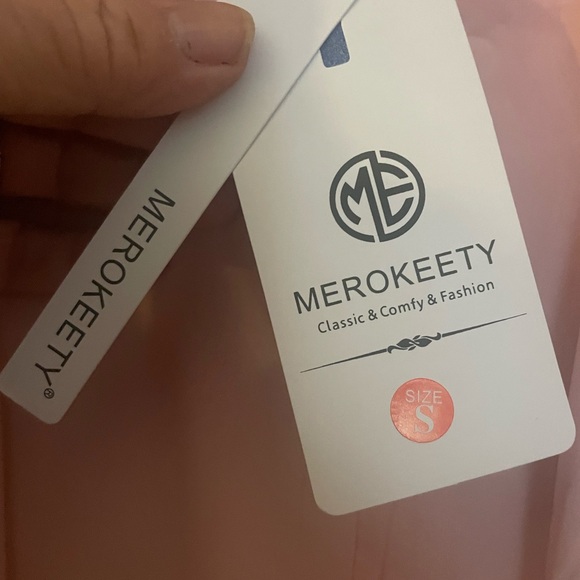 MEROKEETY®
ME
MEROKEETY
Classic & Comfy & Fashion
SIZE
S